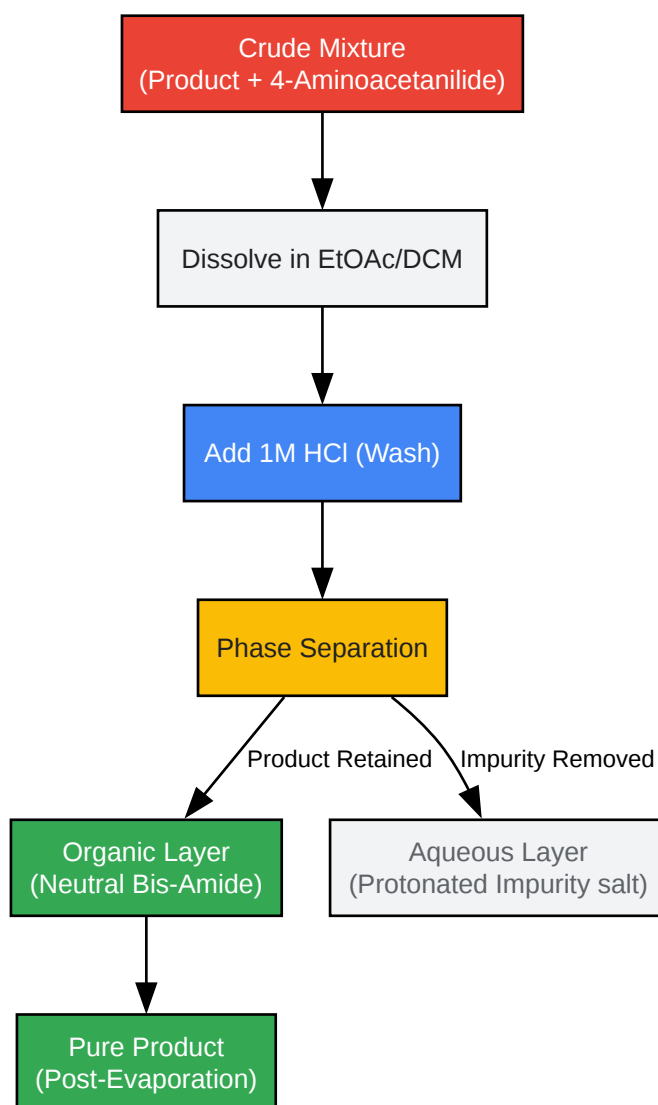 Crude Mixture
(Product + 4-Aminoacetanilide)
Dissolve in EtOAc/DCM
Add 1M HCl (Wash)
Phase Separation
Product Retained
Impurity Removed
Organic Layer
(Neutral Bis-Amide)
Aqueous Layer
(Protonated Impurity salt)
Pure Product
(Post-Evaporation)